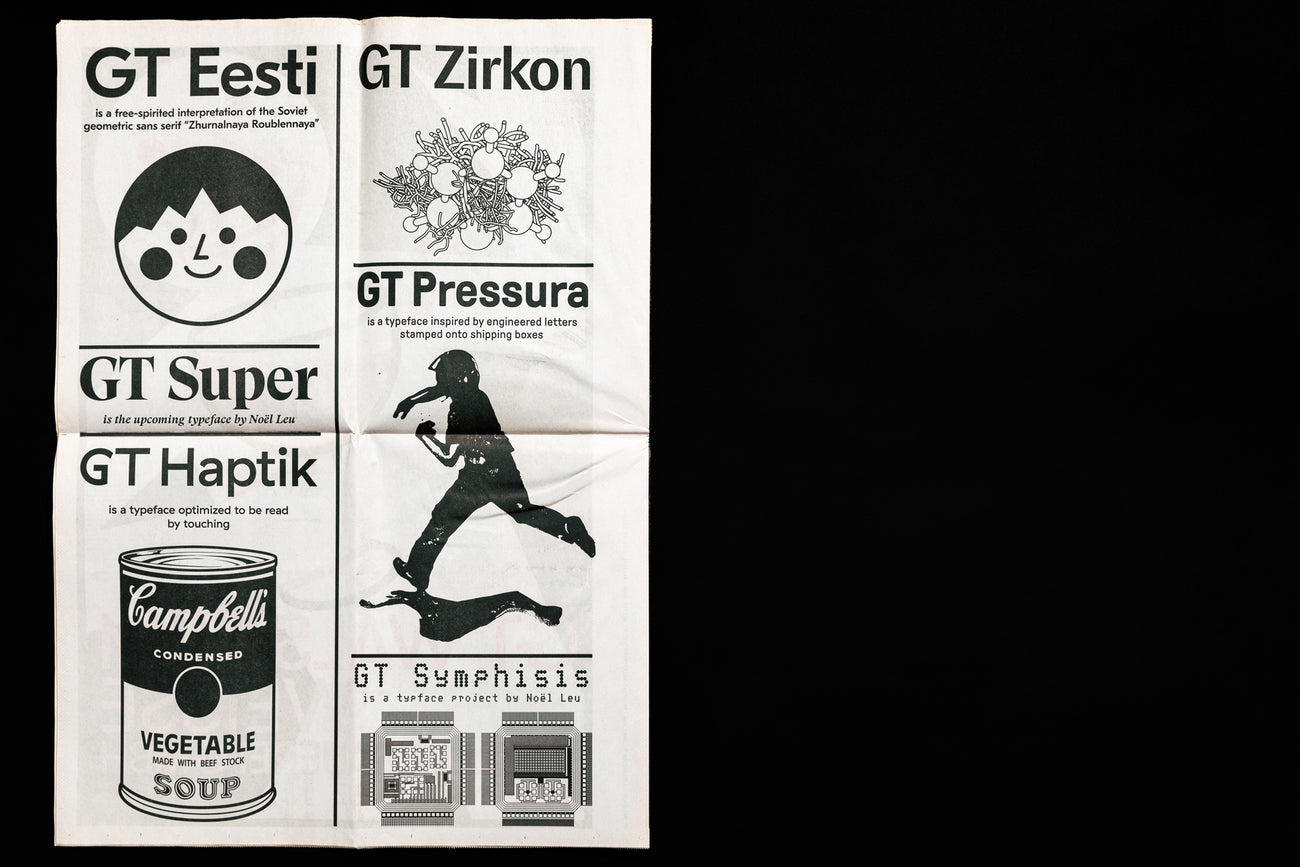 GT Eesti
is a free-spirited interpretation of the Soviet
geometric sans serif “Zhurnalnaya Roublennaya”
GT Super
is the upcoming typeface by Noël Leu
GT Haptik
is a typeface optimized to be read
by touching
Campbell's
CONDENSED
VEGETABLE
MADE WITH BEEF STOCK
SOUP
GT Zirkon
GT Pressura
is a typeface inspired by engineered letters
stamped onto shipping boxes
GT Symphisis
is a typface project by Noël Leu